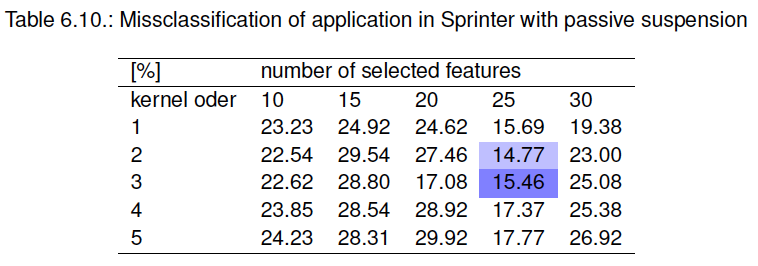 Table 6.10.: Missclassification of application in Sprinter with passive suspension
[%] number of selected features
kernel oder 10 15 20 25 30
1 23.23 24.92 24.62 15.69 19.38
2 22.54 29.54 27.46 14.77 23.00
3 22.62 28.80 17.08 15.46 25.08
4 23.85 28.54 28.92 17.37 25.38
5 24.23 28.31 29.92 17.77 26.92